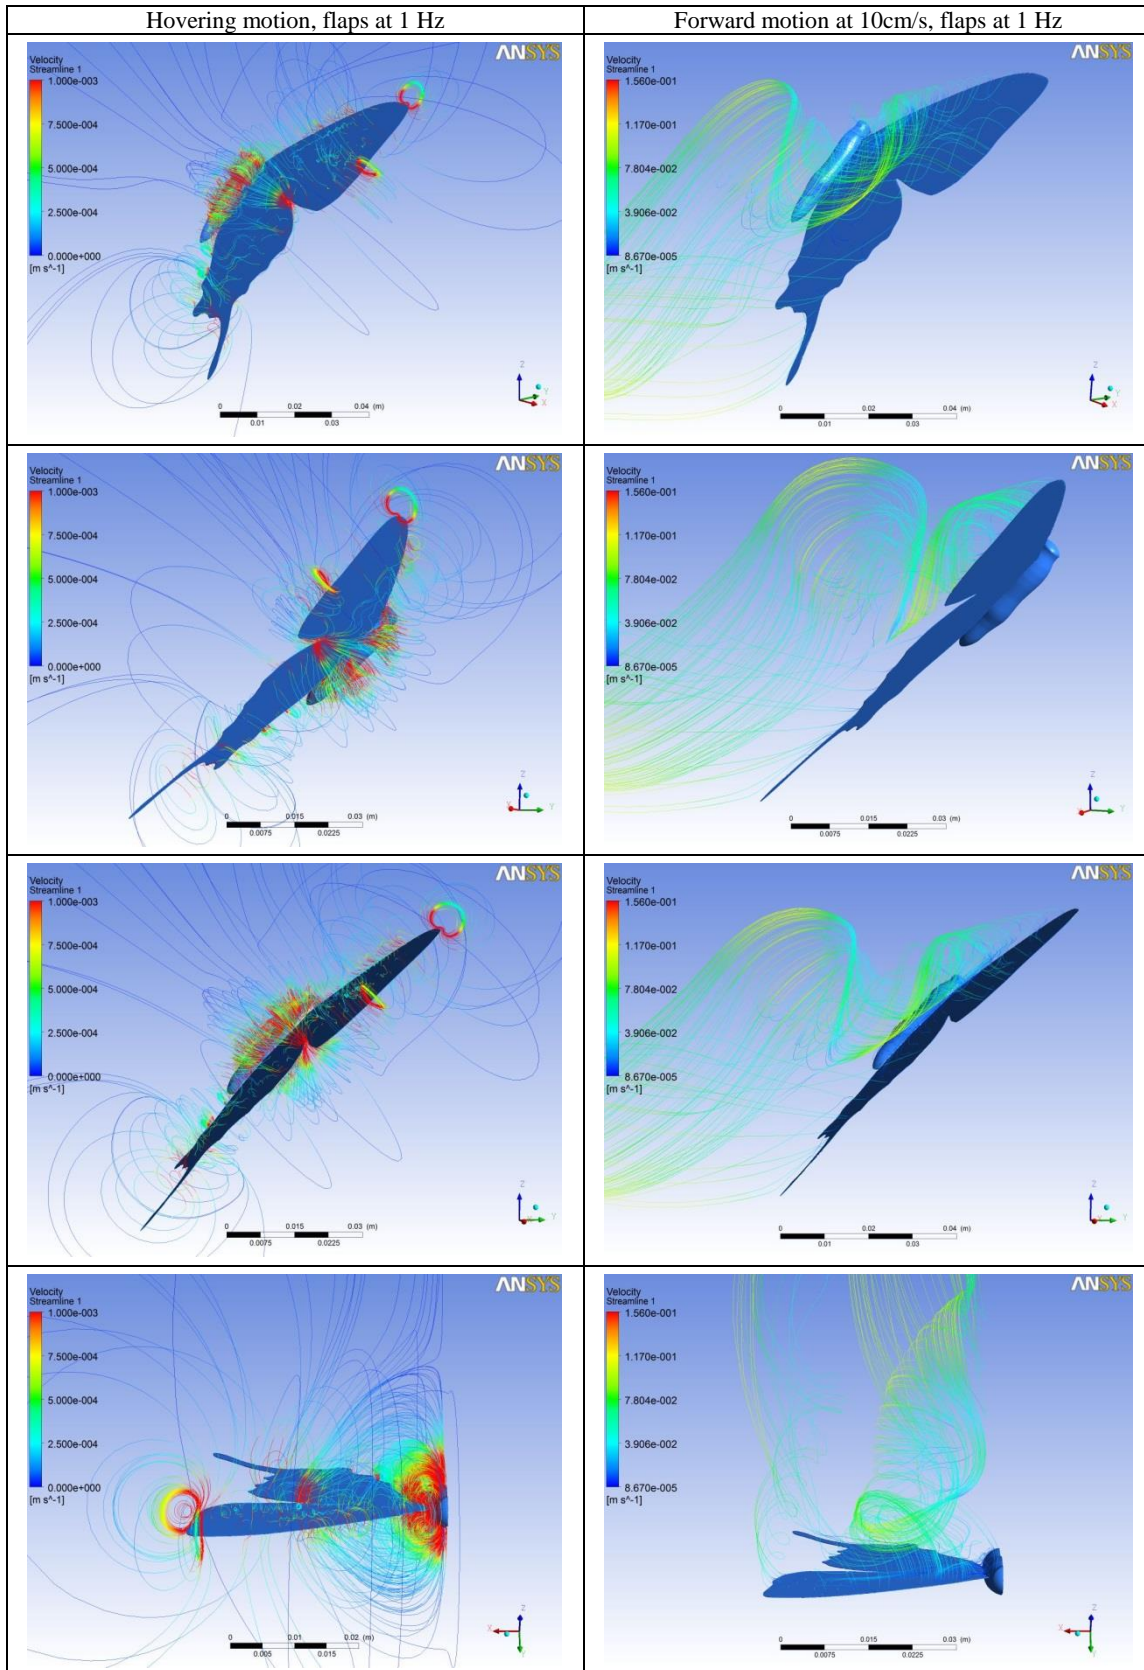 Hovering motion, flaps at 1 Hz
Forward motion at 10cm/s, flaps at 1 Hz
ANSYS
Velocity
Streamline 1
1.000e-003
7.500e-004
5.000e-004
2.500e-004
0.000e+000
[m s^-1]
Z
Y
X
0 0.02 0.04 (m)
0.01 0.03
ANSYS
Velocity
Streamline 1
1.560e-001
1.170e-001
7.804e-002
3.906e-002
8.670e-005
[m s^-1]
Z
Y
X
0 0.02 0.04 (m)
0.01 0.03
ANSYS
Velocity
Streamline 1
1.000e-003
7.500e-004
5.000e-004
2.500e-004
0.000e+000
[m s^-1]
Z
X Y
0 0.015 0.03 (m)
0.0075 0.0225
ANSYS
Velocity
Streamline 1
1.560e-001
1.170e-001
7.804e-002
3.906e-002
8.670e-005
[m s^-1]
Z
X Y
0 0.015 0.03 (m)
0.0075 0.0225
ANSYS
Velocity
Streamline 1
1.000e-003
7.500e-004
5.000e-004
2.500e-004
0.000e+000
[m s^-1]
Z
X Y
0 0.015 0.03 (m)
0.0075 0.0225
ANSYS
Velocity
Streamline 1
1.560e-001
1.170e-001
7.804e-002
3.906e-002
8.670e-005
[m s^-1]
Z
X Y
0 0.02 0.04 (m)
0.01 0.03
ANSYS
Velocity
Streamline 1
1.000e-003
7.500e-004
5.000e-004
2.500e-004
0.000e+000
[m s^-1]
Z
X
Y
0 0.01 0.02 (m)
0.005 0.015
ANSYS
Velocity
Streamline 1
1.560e-001
1.170e-001
7.804e-002
3.906e-002
8.670e-005
[m s^-1]
Z
X
Y
0 0.015 0.03 (m)
0.0075 0.0225